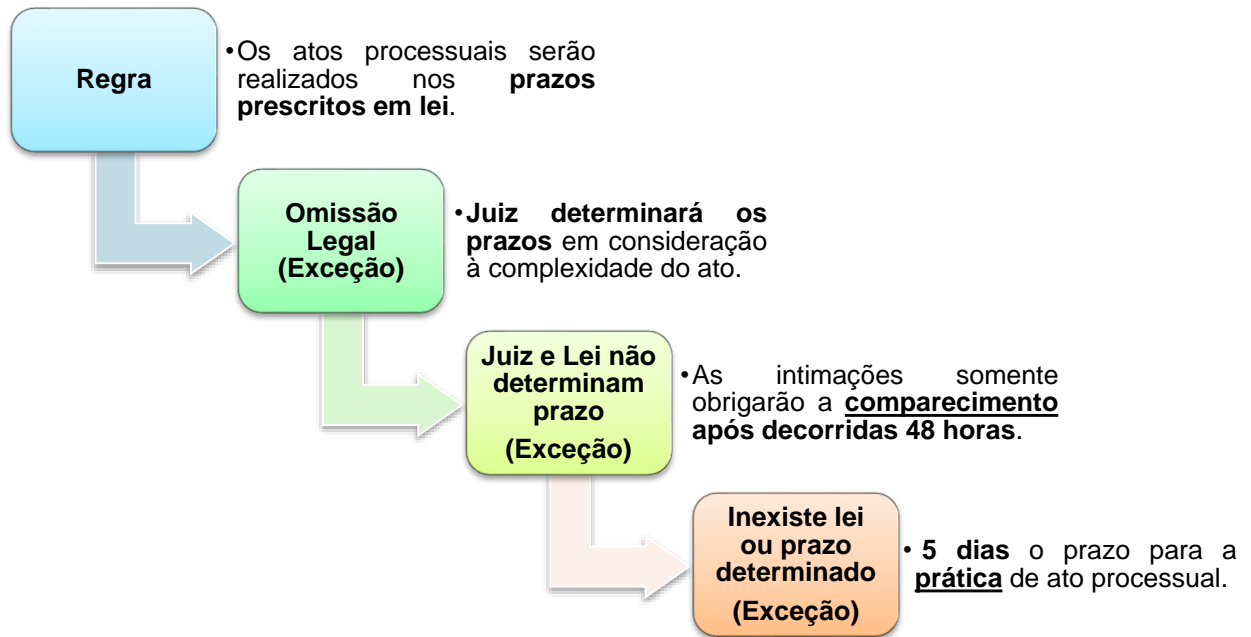 Regra
•Os atos processuais serão
realizados nos prazos
prescritos em lei.
Omissão
Legal
(Exceção)
•Juiz determinará os
prazos em consideração
à complexidade do ato.
Juiz e Lei não
determinam
prazo
(Exceção)
•As intimações somente
obrigarão a comparecimento
após decorridas 48 horas.
Inexiste lei
ou prazo
determinado
(Exceção)
• 5 dias o prazo para a
prática de ato processual.